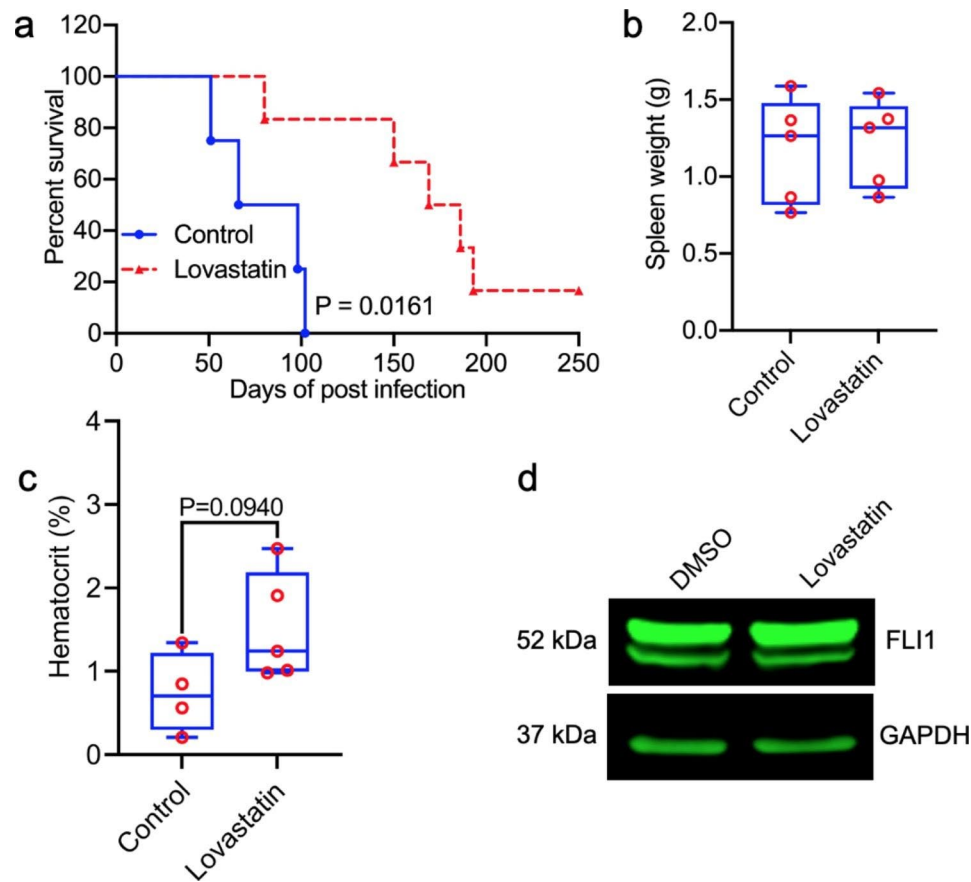 a
120
100
80
60
40
20
0
Percent survival
Control
Lovastatin
P = 0.0161
0 50 100 150 200 250
Days of post infection
b
2.0
1.5
1.0
0.5
0.0
Spleen weight (g)
Control
Lovastatin
c
4
3
2
1
0
Hematocrit (%)
P=0.0940
Control
Lovastatin
d
DMSO
Lovastatin
52 kDa
FLI1
37 kDa
GAPDH